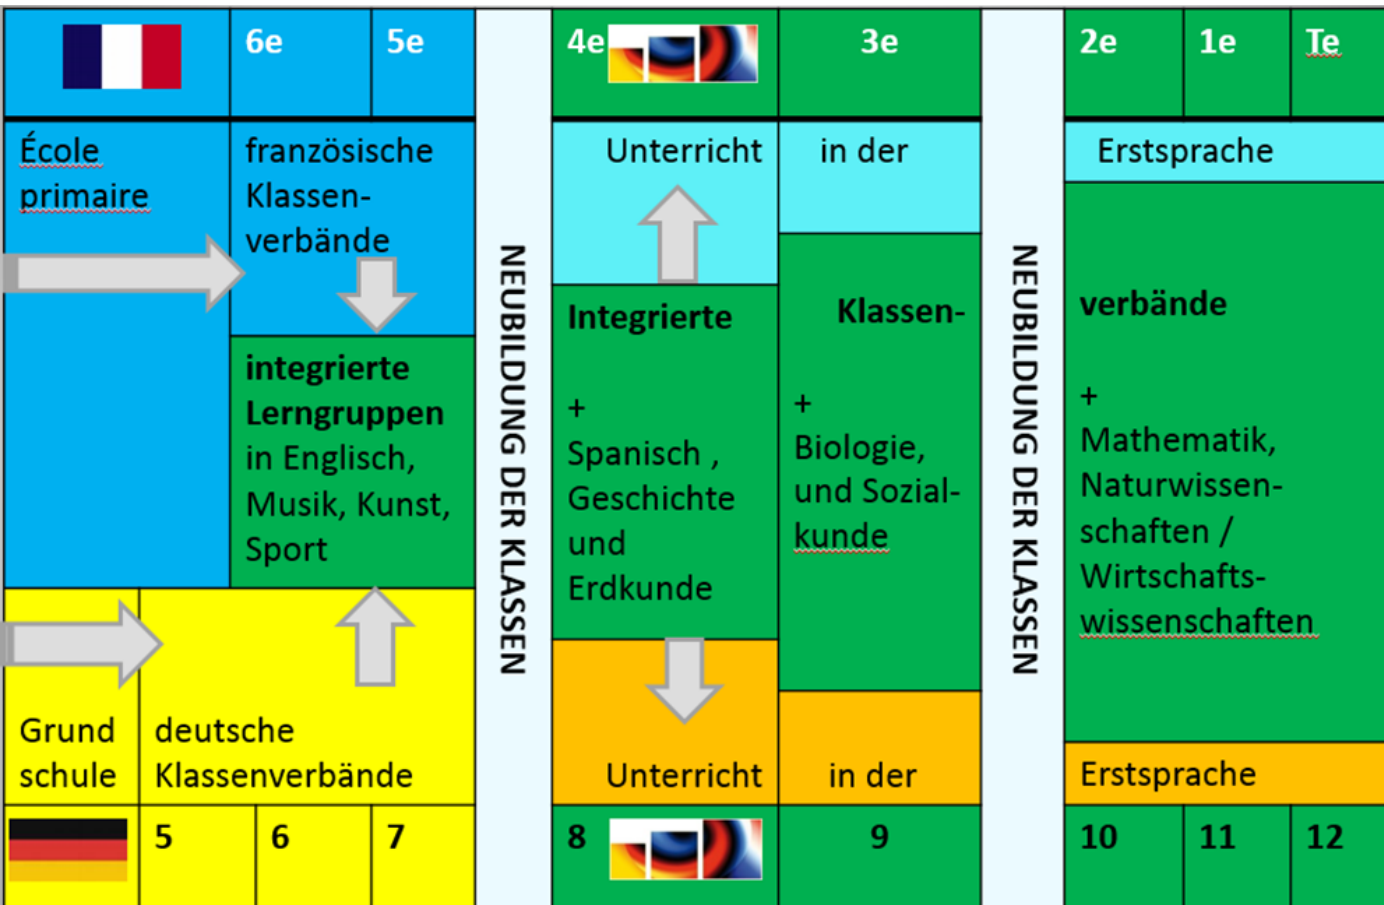 6e 5e 4e 3e 2e 1e Te
École
primaire
französische
Klassen-
verbände
integrierte
Lerngruppen
in Englisch,
Musik, Kunst,
Sport
Grund
schule
deutsche
Klassenverbände
5 6 7
NEUBILDUNG DER KLASSEN
Unterricht in der Erstsprache
Integrierte Klassen- verbände
+
Spanisch ,
Geschichte
und
Erdkunde
+
Biologie,
und Sozial-
kunde
NEUBILDUNG DER KLASSEN
+
Mathematik,
Naturwissen-
schaften /
Wirtschafts-
wissenschaften
Unterricht in der Erstsprache
8 9 10 11 12